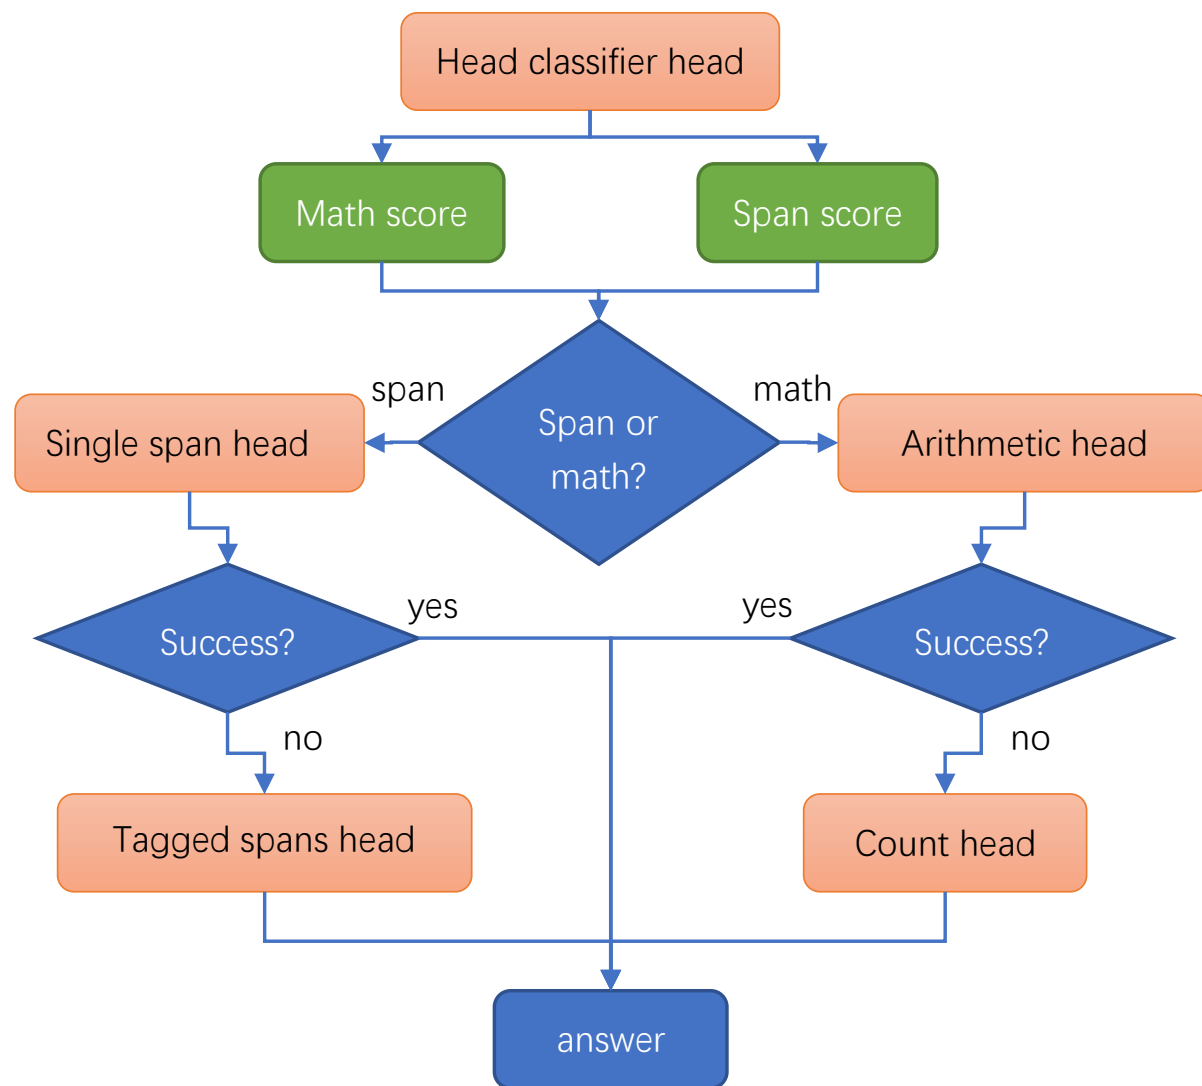 Head classifier head
Math score
Span score
span
math
Single span head
Span or
math?
Arithmetic head
yes
yes
Success?
Success?
no
no
Tagged spans head
Count head
answer